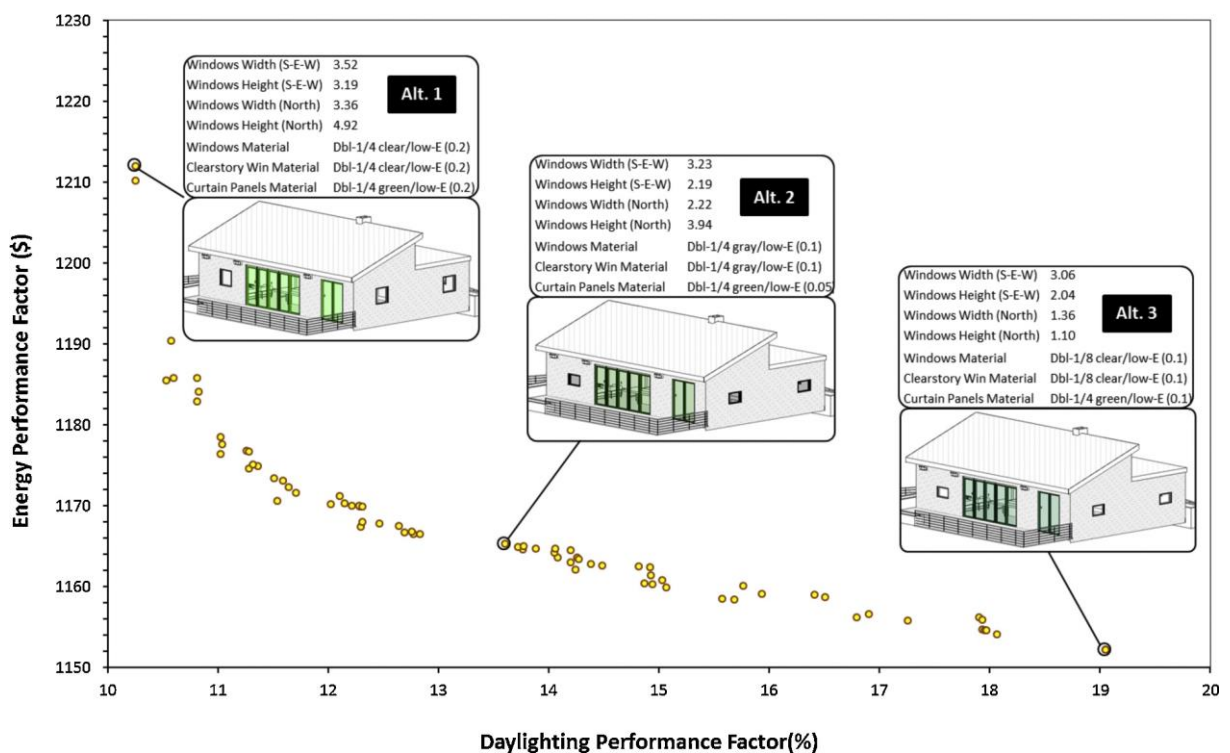 1230
1220
1210
1200
1190
1180
1170
1160
1150
Energy Performance Factor ($)
Windows Width (S-E-W) 3.52
Windows Height (S-E-W) 3.19
Windows Width (North) 3.36
Windows Height (North) 4.92
Windows Material Dbl-1/4 clear/low-E (0.2)
Clearstory Win Material Dbl-1/4 clear/low-E (0.2)
Curtain Panels Material Dbl-1/4 green/low-E (0.2)
Alt. 1
Windows Width (S-E-W) 3.23
Windows Height (S-E-W) 2.19
Windows Width (North) 2.22
Windows Height (North) 3.94
Windows Material Dbl-1/4 gray/low-E (0.1)
Clearstory Win Material Dbl-1/4 gray/low-E (0.1)
Curtain Panels Material Dbl-1/4 green/low-E (0.05)
Alt. 2
Windows Width (S-E-W) 3.06
Windows Height (S-E-W) 2.04
Windows Width (North) 1.36
Windows Height (North) 1.10
Windows Material Dbl-1/8 clear/low-E (0.1)
Clearstory Win Material Dbl-1/8 clear/low-E (0.1)
Curtain Panels Material Dbl-1/4 green/low-E (0.1)
Alt. 3
10 11 12 13 14 15 16 17 18 19 20
Daylighting Performance Factor(%)